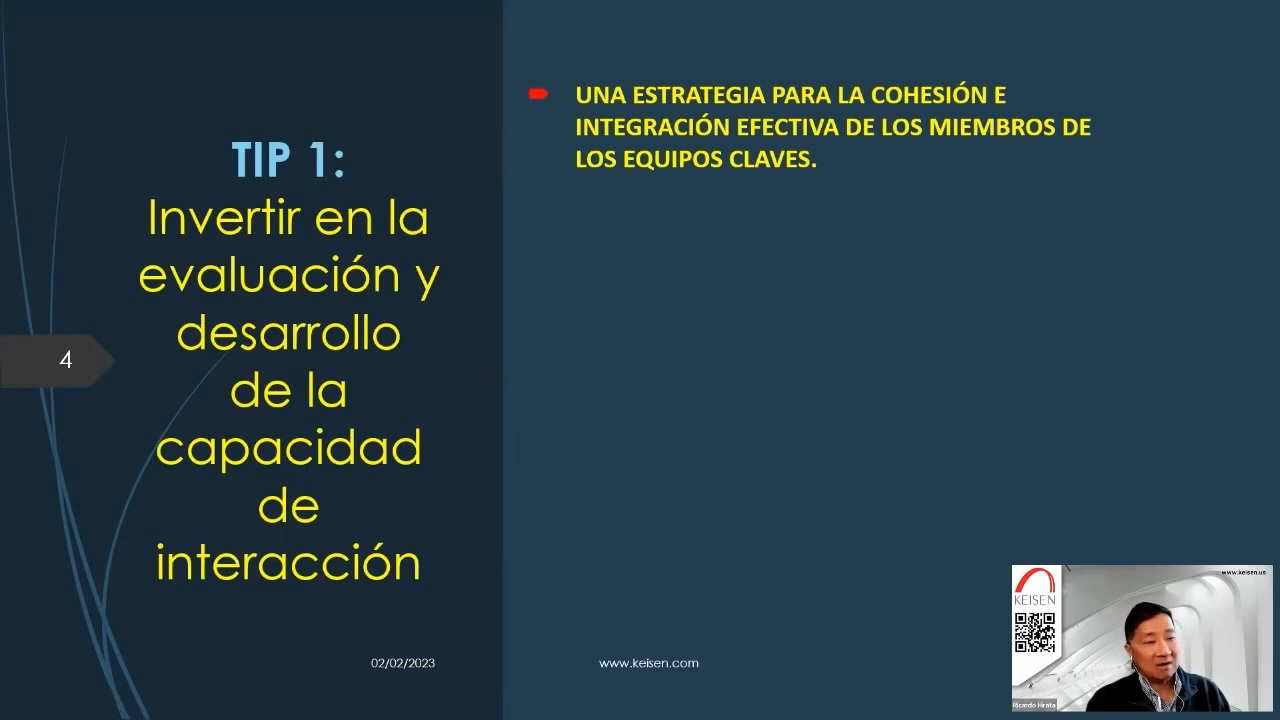 TIP 1:
Invertir en la
evaluación y
desarrollo
de la
capacidad
de
interacción
4
UNA ESTRATEGIA PARA LA COHESIÓN E
INTEGRACIÓN EFECTIVA DE LOS MIEMBROS DE
LOS EQUIPOS CLAVES.
02/02/2023
www.keisen.com
www.keisen.us
KEISEN
Ricardo Hirata